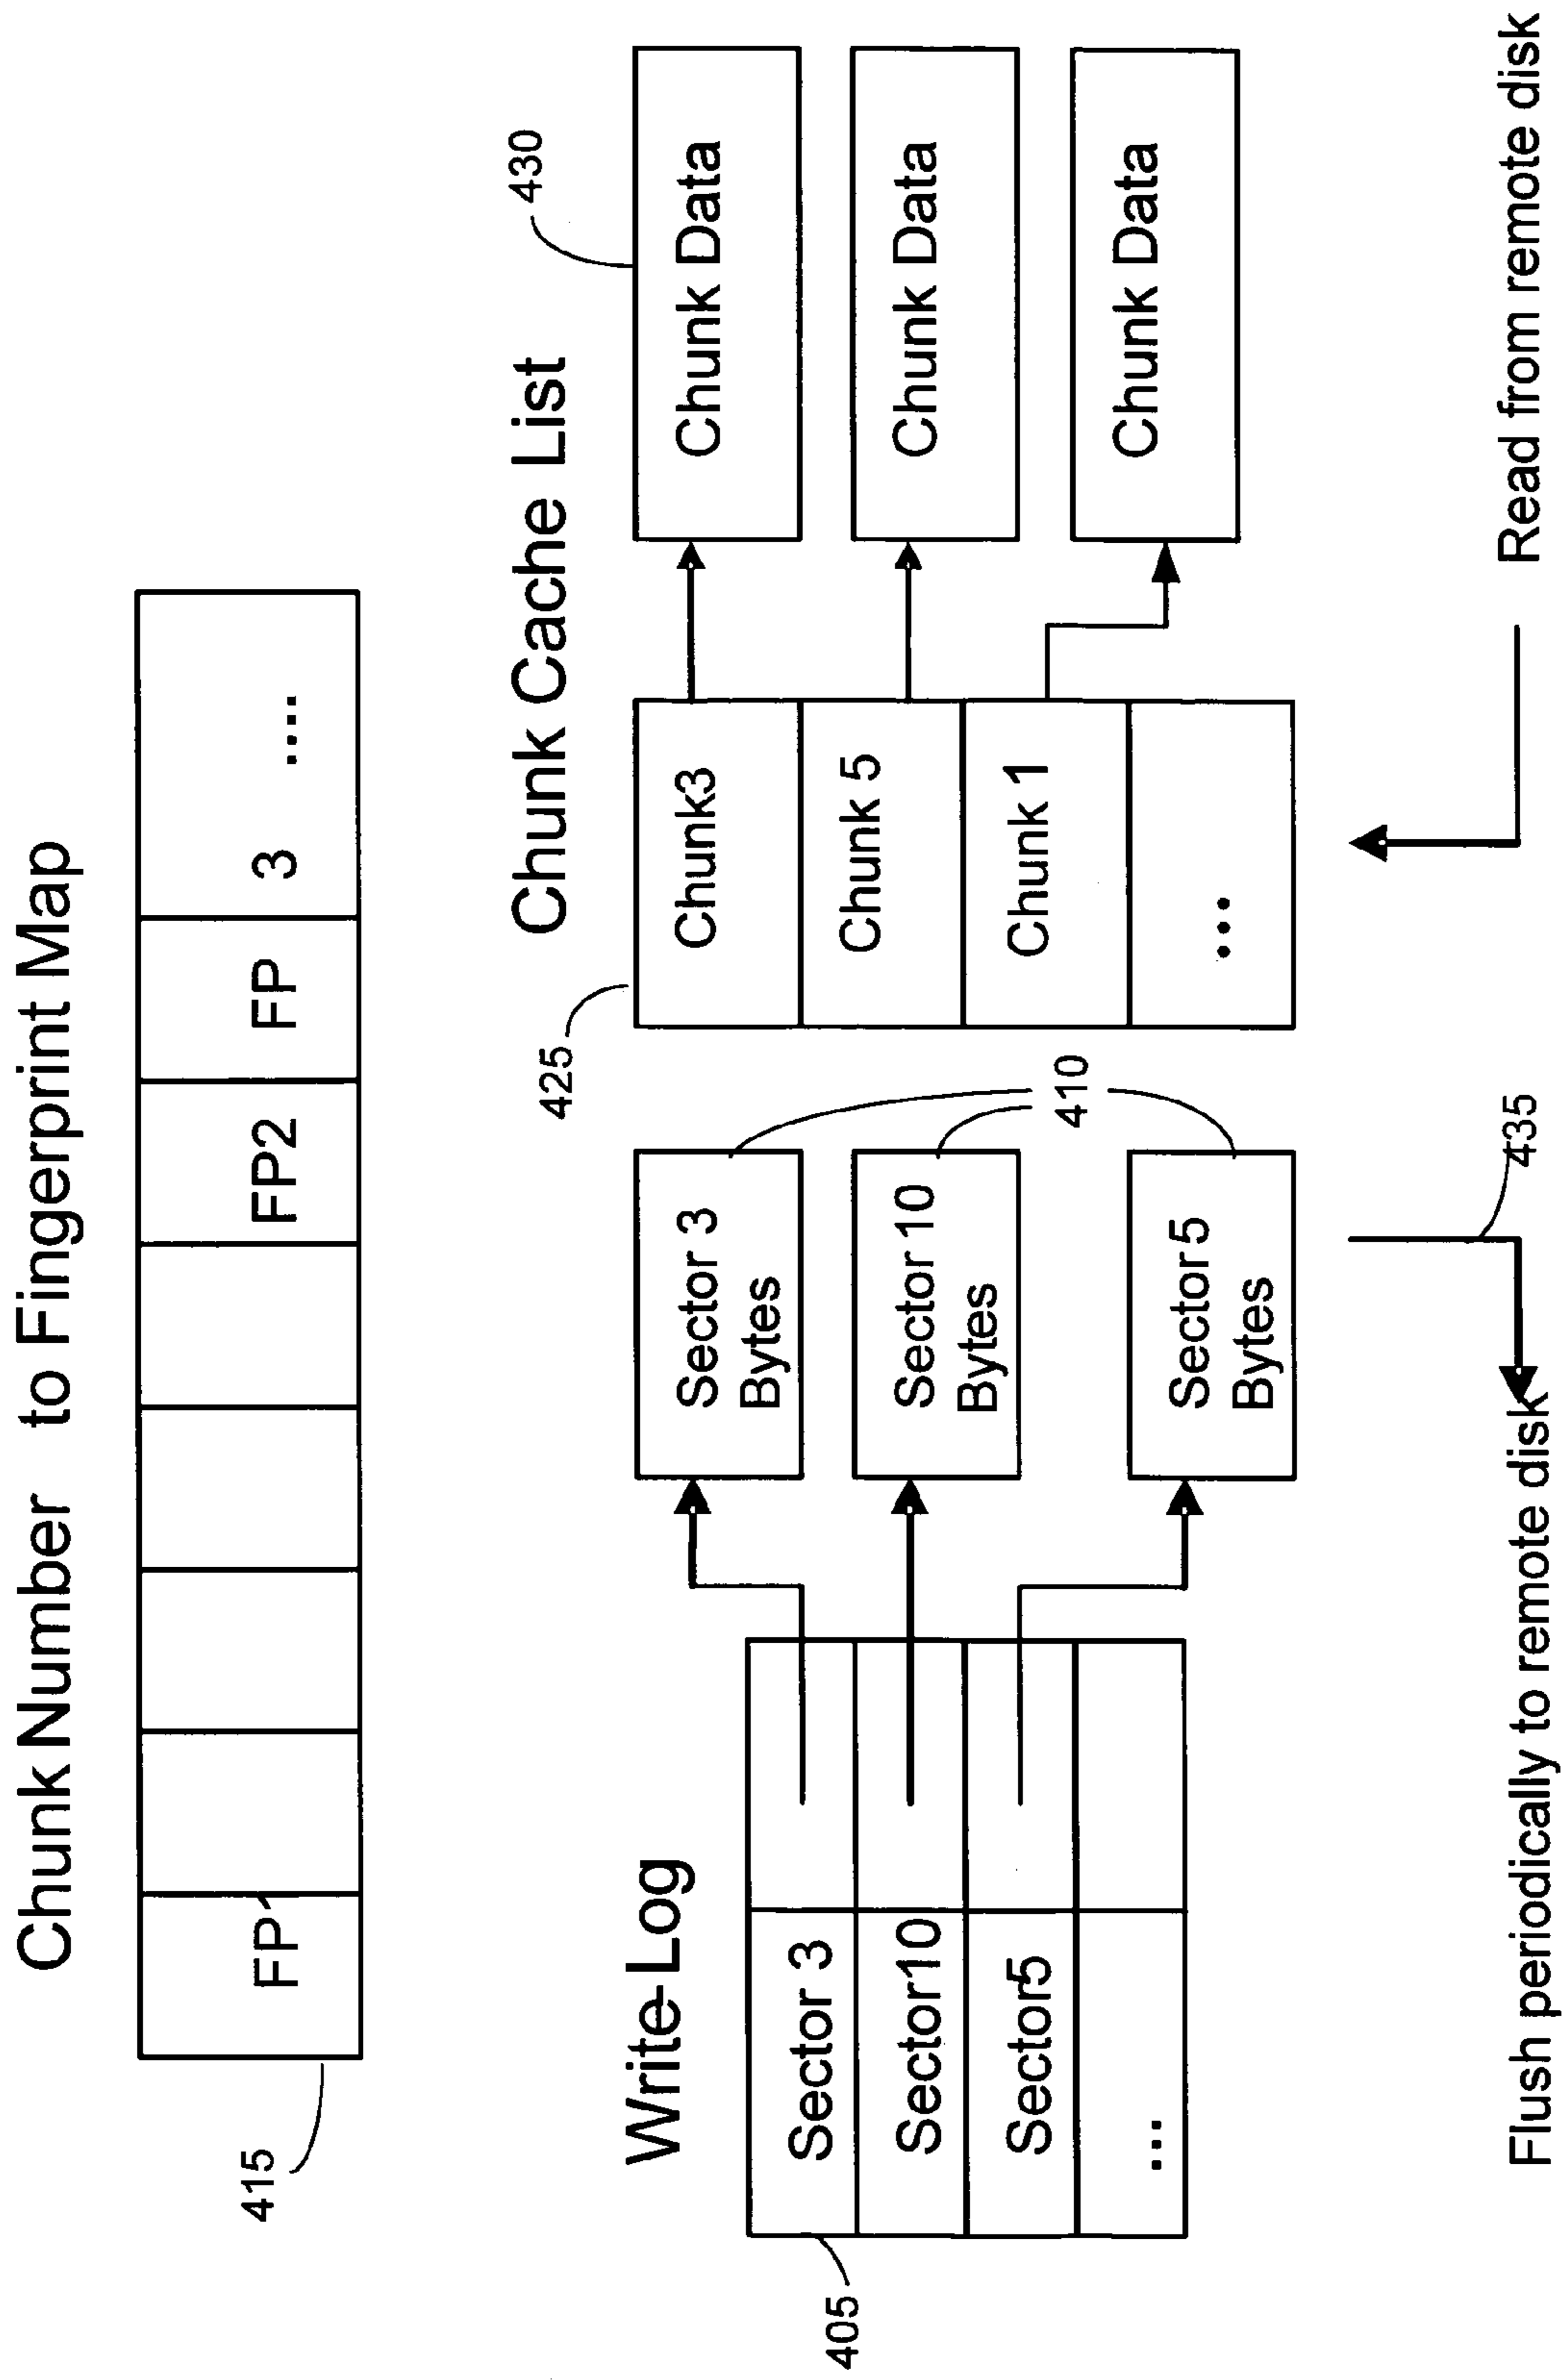 Chunk Number to Fingerprint Map
FP1
FP2
FP
3
....
415
Write-Log
Chunk Cache List
405
Sector 3
Sector10
Sector5
...
Sector 3
Bytes
Sector 10
Bytes
Sector5
Bytes
410
425
Chunk3
Chunk 5
Chunk 1
...
430
Chunk Data
Chunk Data
Chunk Data
435
Flush periodically to remote disk
Read from remote disk